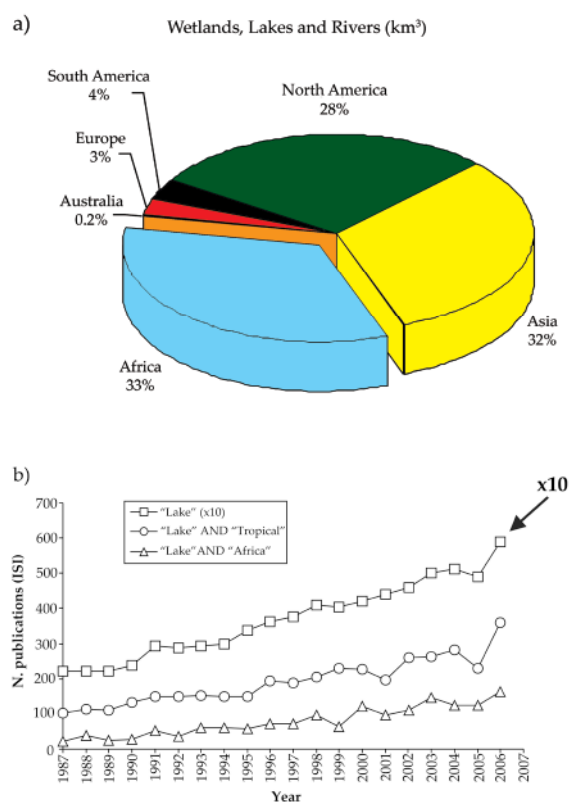 a)
Wetlands, Lakes and Rivers (km³)
South America
4%
North America
28%
Europe
3%
Australia
0.2%
Asia
32%
Africa
33%
b)
x10
"Lake" (x10)
"Lake" AND "Tropical"
"Lake"AND "Africa"
N. publications (ISI)
700
600
500
400
300
200
100
0
1987
1988
1989
1990
1991
1992
1993
1994
1995
1996
1997
1998
1999
2000
2001
2002
2003
2004
2005
2006
2007
Year